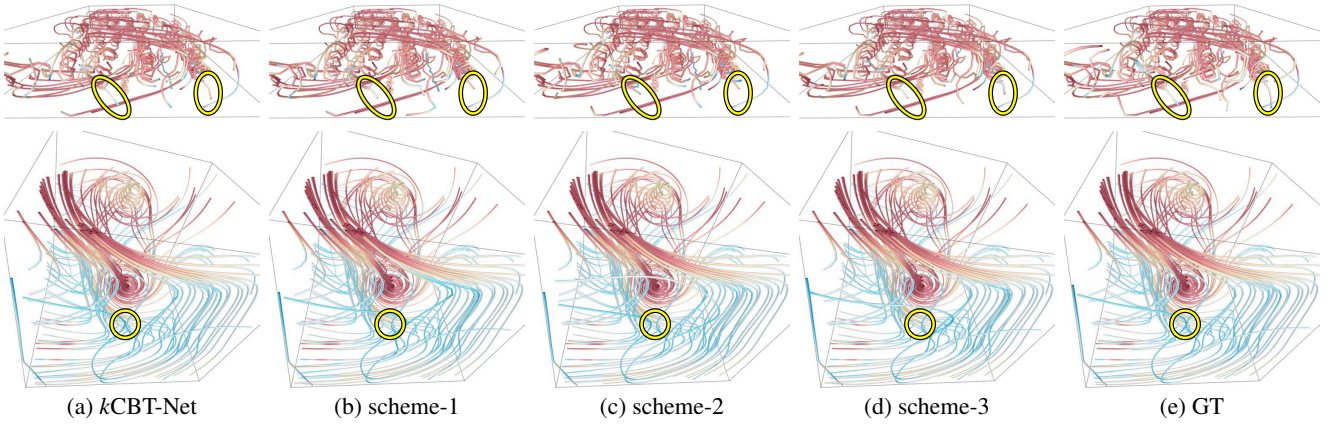 (a) kCBT-Net
(b) scheme-1
(c) scheme-2
(d) scheme-3
(e) GT